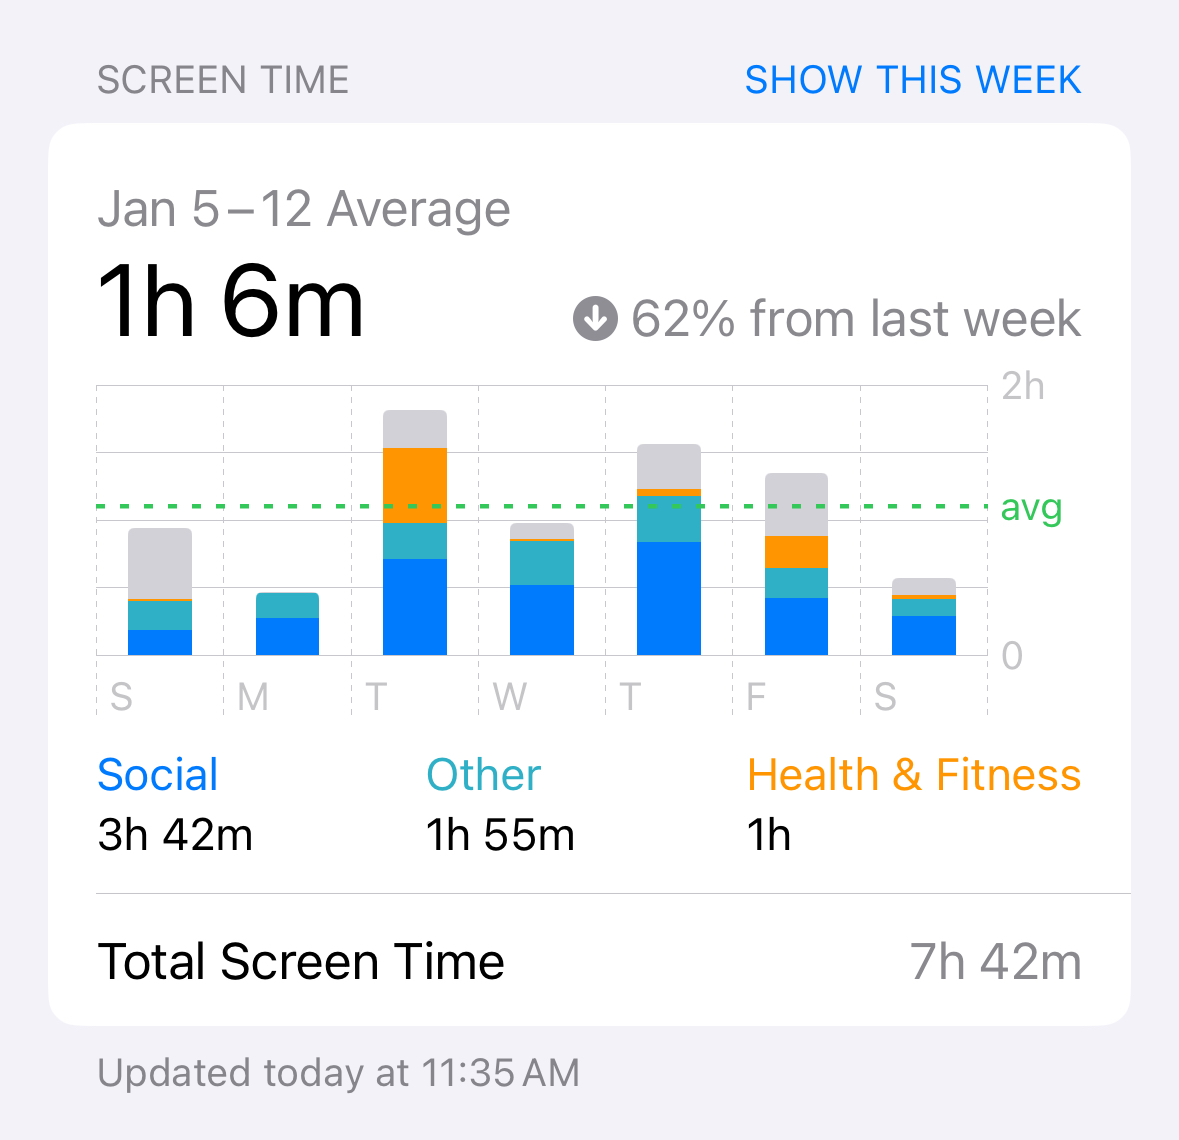 SCREEN TIME
SHOW THIS WEEK
Jan 5–12 Average
1h 6m
62% from last week
2h
avg
0
S M T W T F S
Social Other Health & Fitness
3h 42m 1h 55m 1h
Total Screen Time 7h 42m
Updated today at 11:35 AM